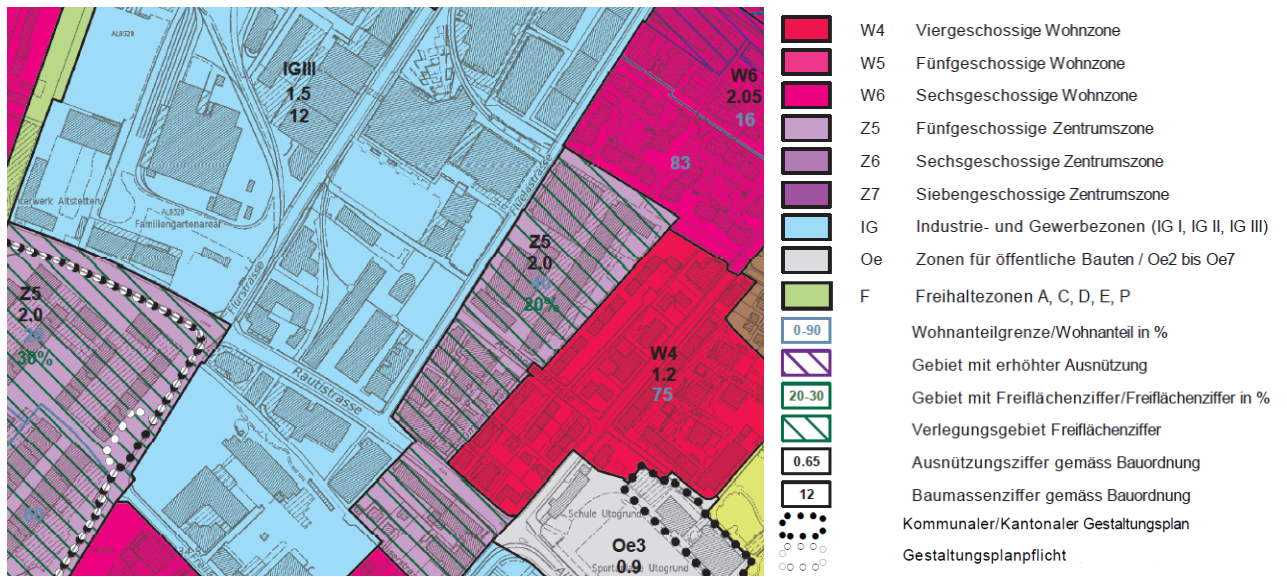 AL8528
IGIII
1.5
12
W6
2.05
16
83
AL8528
Familiengartenareal
Z5
2.0
30%
Flurstrasse
Z5
2.0
40
20%
Rautistrasse
W4
1.2
75
Schule Utogrund
Oe3
0.9
W4 Viergeschossige Wohnzone
W5 Fünfgeschossige Wohnzone
W6 Sechsgeschossige Wohnzone
Z5 Fünfgeschossige Zentrumszone
Z6 Sechsgeschossige Zentrumszone
Z7 Siebengeschossige Zentrumszone
IG Industrie- und Gewerbezonen (IG I, IG II, IG III)
Oe Zonen für öffentliche Bauten / Oe2 bis Oe7
F Freihaltezonen A, C, D, E, P
0-90 Wohnanteilgrenze/Wohnanteil in %
Gebiet mit erhöhter Ausnützung
20-30 Gebiet mit Freiflächenziffer/Freiflächenziffer in %
Verlegungsgebiet Freiflächenziffer
0.65 Ausnützungsziffer gemäss Bauordnung
12 Baumassenziffer gemäss Bauordnung
Kommunaler/Kantonaler Gestaltungsplan
Gestaltungsplanpflicht